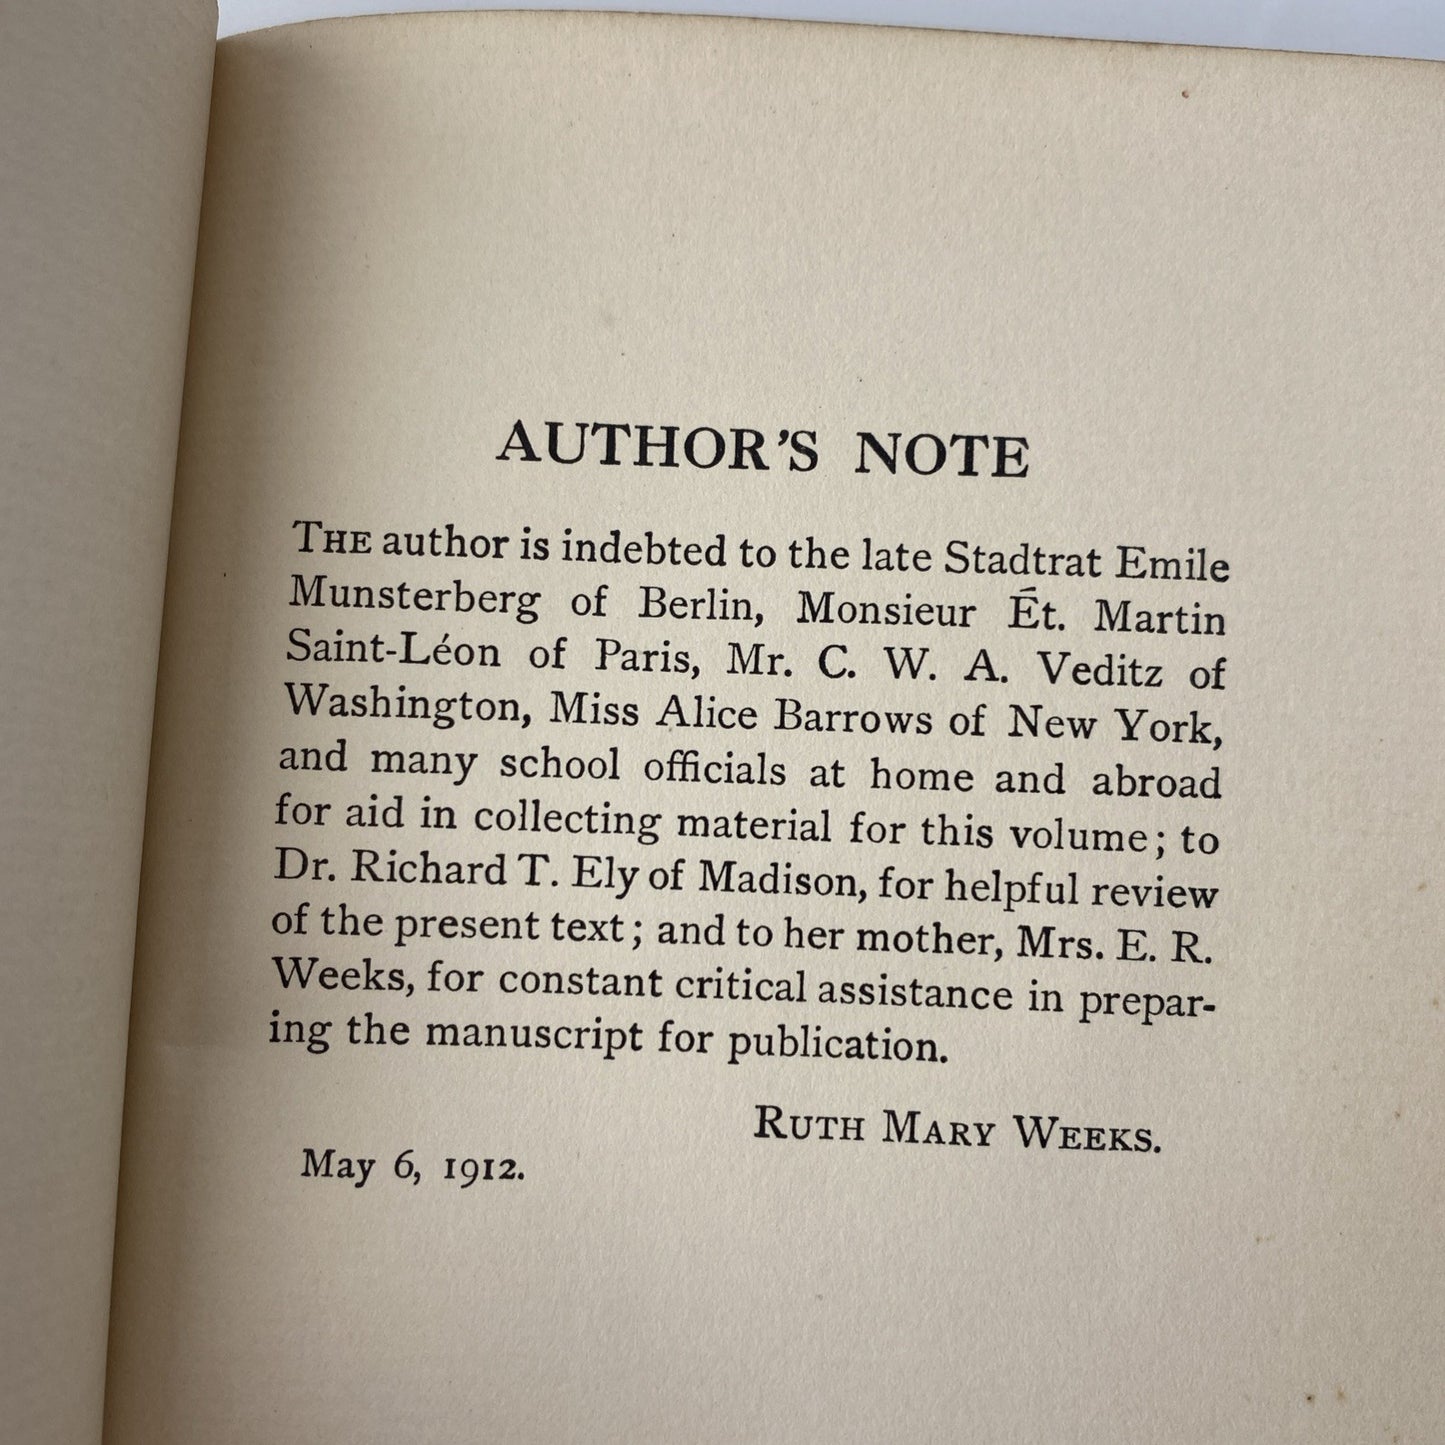 AUTHOR'S NOTE
THE author is indebted to the late Stadtrat Emile
Munsterberg of Berlin, Monsieur Ét. Martin
Saint-Léon of Paris, Mr. C. W. A. Veditz of
Washington, Miss Alice Barrows of New York,
and many school officials at home and abroad
for aid in collecting material for this volume; to
Dr. Richard T. Ely of Madison, for helpful review
of the present text; and to her mother, Mrs. E. R.
Weeks, for constant critical assistance in prepar-
ing the manuscript for publication.
RUTH MARY WEEKS.
May 6, 1912.